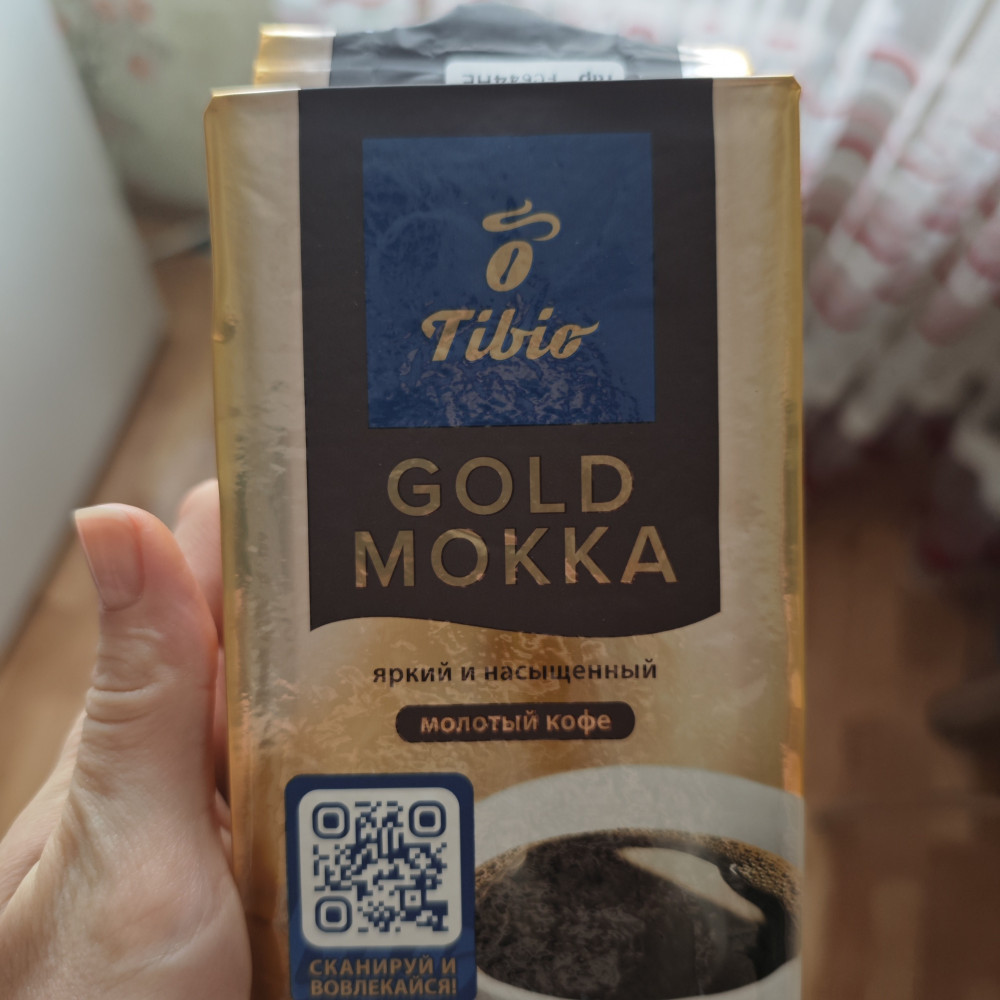 Tibio
GOLD
MOKKA
яркий и насыщенный
молотый кофе
СКАНИРУЙ И
ВОВЛЕКАЙСЯ!